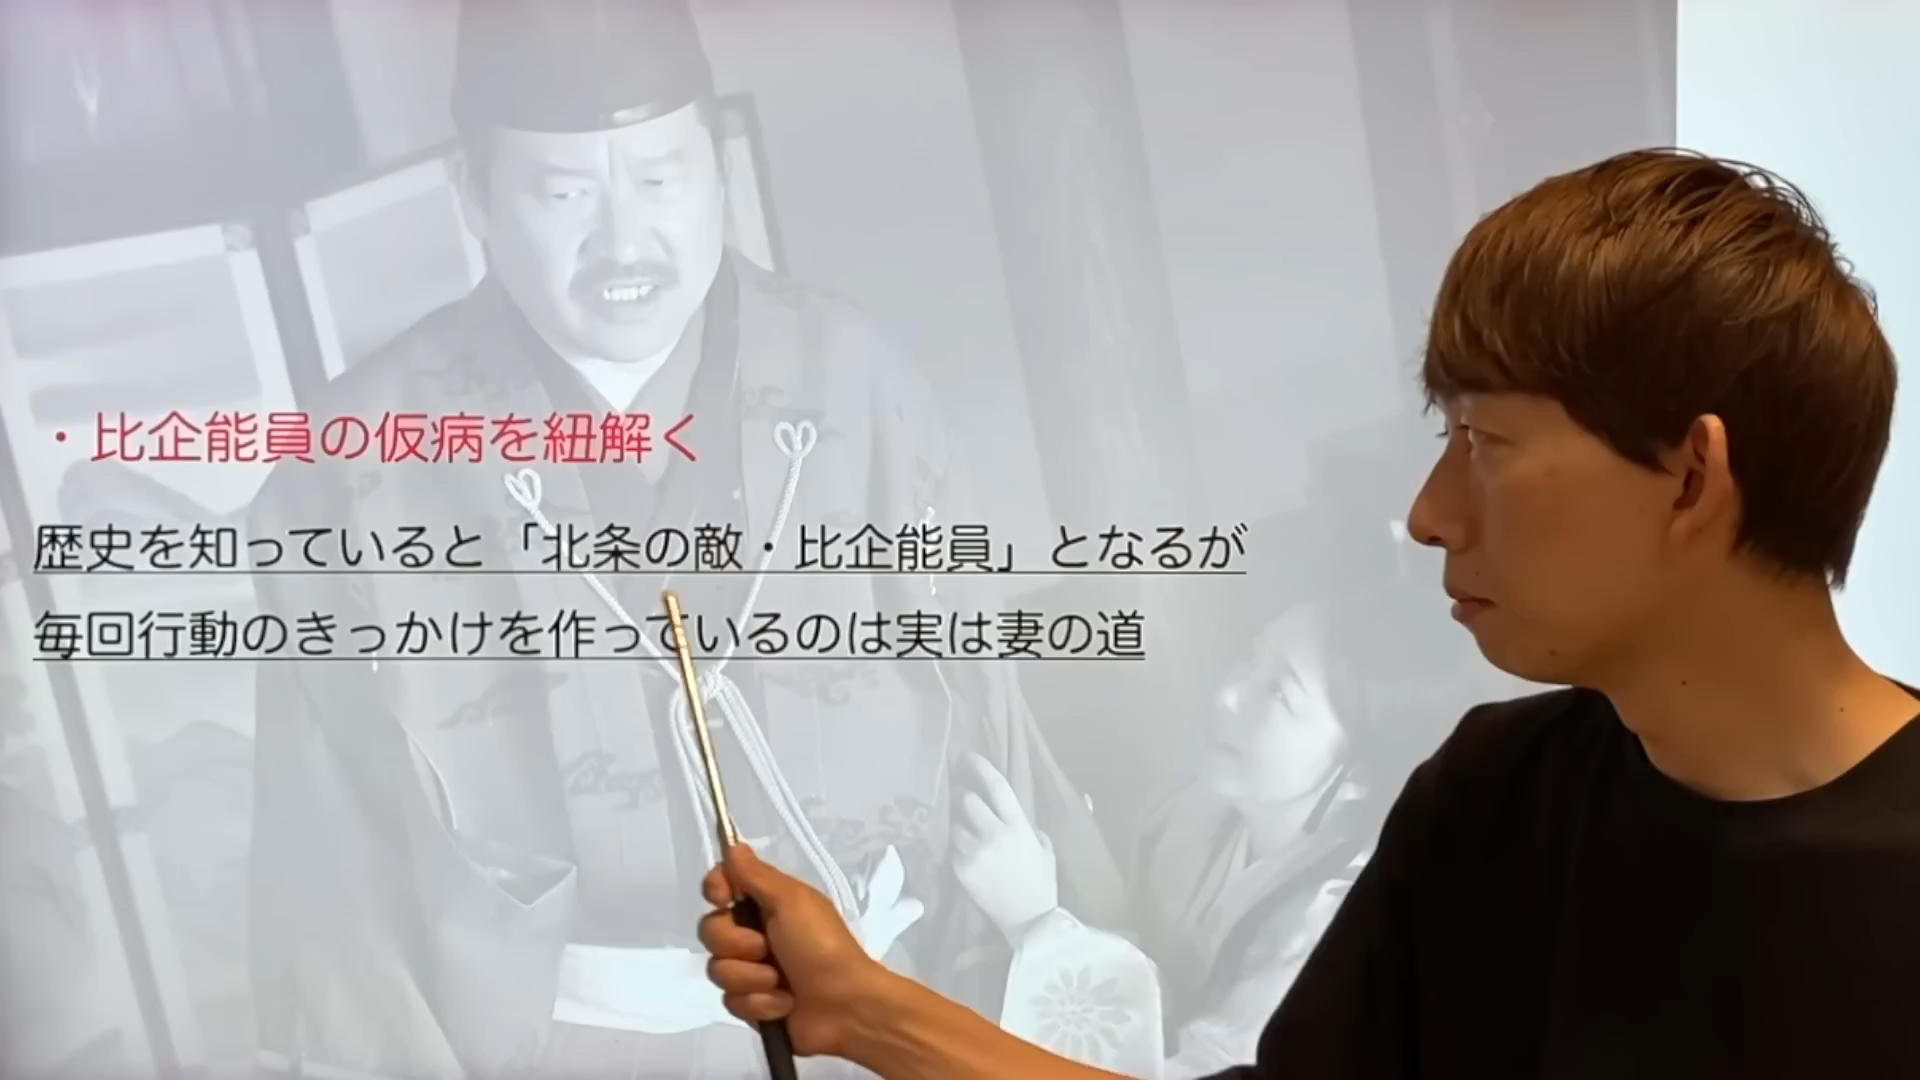 ・比企能員の仮病を紐解く
歴史を知っていると「北条の敵・比企能員」となるが
毎回行動のきっかけを作っているのは実は妻の道